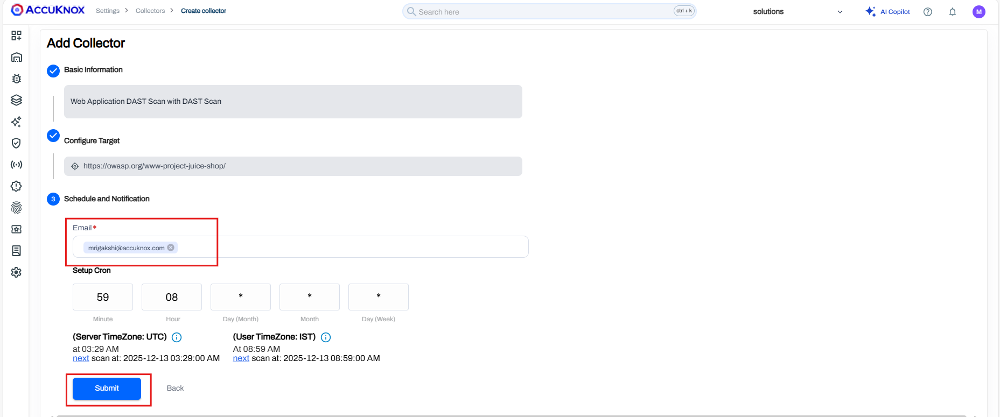 ACCUKNOX Settings > Collectors > Create collector Search here ctrl + k solutions AI Copilot ? M
Add Collector
Basic Information
Web Application DAST Scan with DAST Scan
Configure Target
https://owasp.org/www-project-juice-shop/
3 Schedule and Notification
Email*
mrigakshi@accuknox.com
Setup Cron
59 08 * * *
Minute Hour Day (Month) Month Day (Week)
(Server TimeZone: UTC) (User TimeZone: IST)
at 03:29 AM At 08:59 AM
next scan at: 2025-12-13 03:29:00 AM next scan at: 2025-12-13 08:59:00 AM
Submit Back